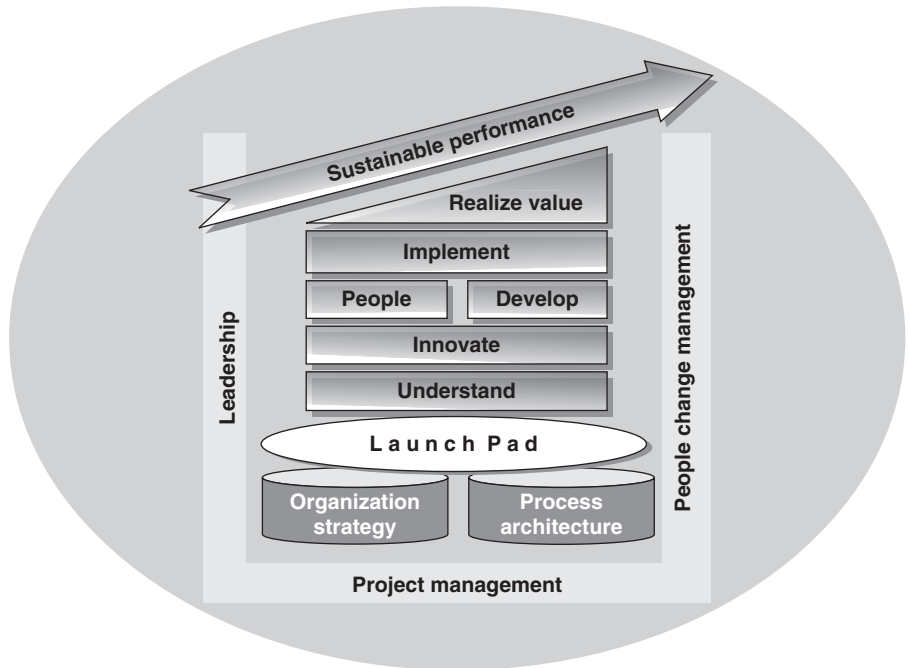 Sustainable performance
Realize value
Implement
People
Develop
Innovate
Understand
Launch Pad
Organization
strategy
Process
architecture
Leadership
People change management
Project management